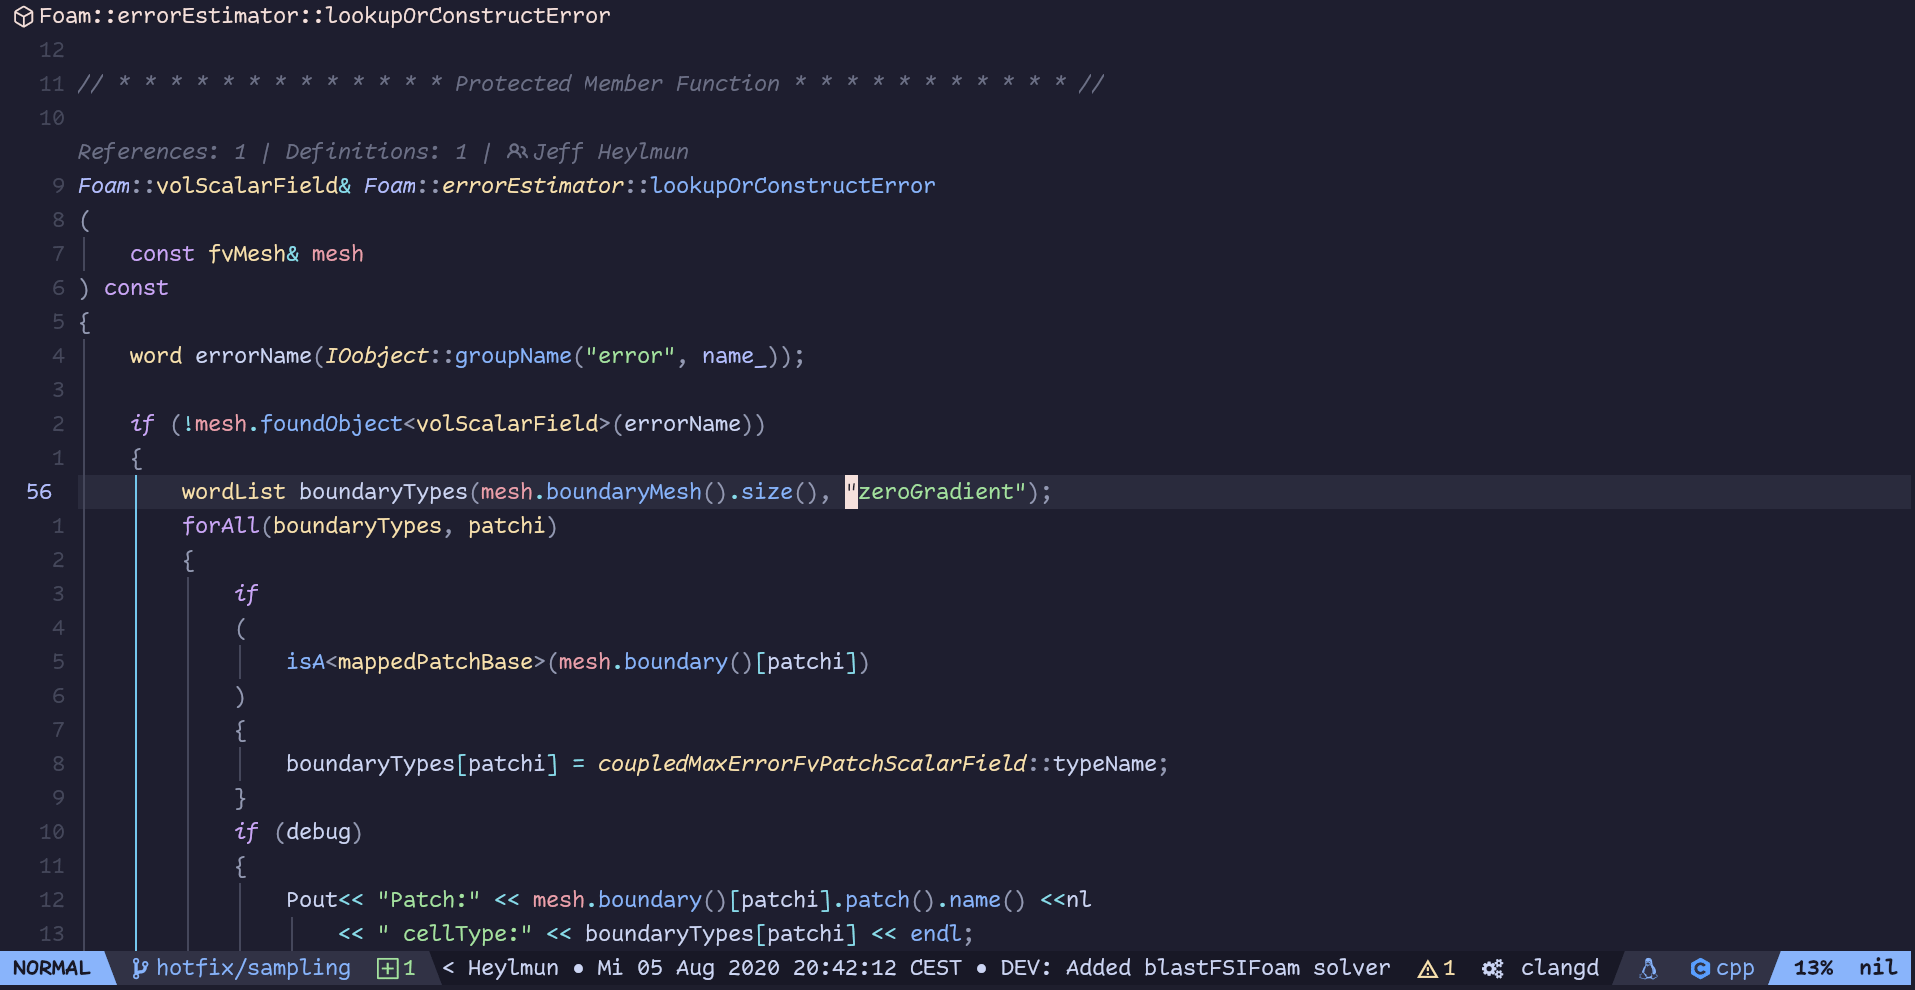 Foam::errorEstimator::lookupOrConstructError
12
11 // * * * * * * * * * * * * * Protected Member Function * * * * * * * * * * * //
10
References: 1 | Definitions: 1 | Jeff Heylmun
9 Foam::volScalarField& Foam::errorEstimator::lookupOrConstructError
8 (
7     const fvMesh& mesh
6 ) const
5 {
4     word errorName(IOobject::groupName("error", name_));
3
2     if (!mesh.foundObject<volScalarField>(errorName))
1     {
56         wordList boundaryTypes(mesh.boundaryMesh().size(), "zeroGradient");
1         forAll(boundaryTypes, patchi)
2         {
3             if
4             (
5                 isA<mappedPatchBase>(mesh.boundary()[patchi])
6             )
7             {
8                 boundaryTypes[patchi] = coupledMaxErrorFvPatchScalarField::typeName;
9             }
10             if (debug)
11             {
12                 Pout<< "Patch:" << mesh.boundary()[patchi].patch().name() <<nl
13                     << " cellType:" << boundaryTypes[patchi] << endl;
NORMAL hotfix/sampling 1 < Heylmun • Mi 05 Aug 2020 20:42:12 CEST • DEV: Added blastFSIFoam solver 1 clangd cpp 13% nil